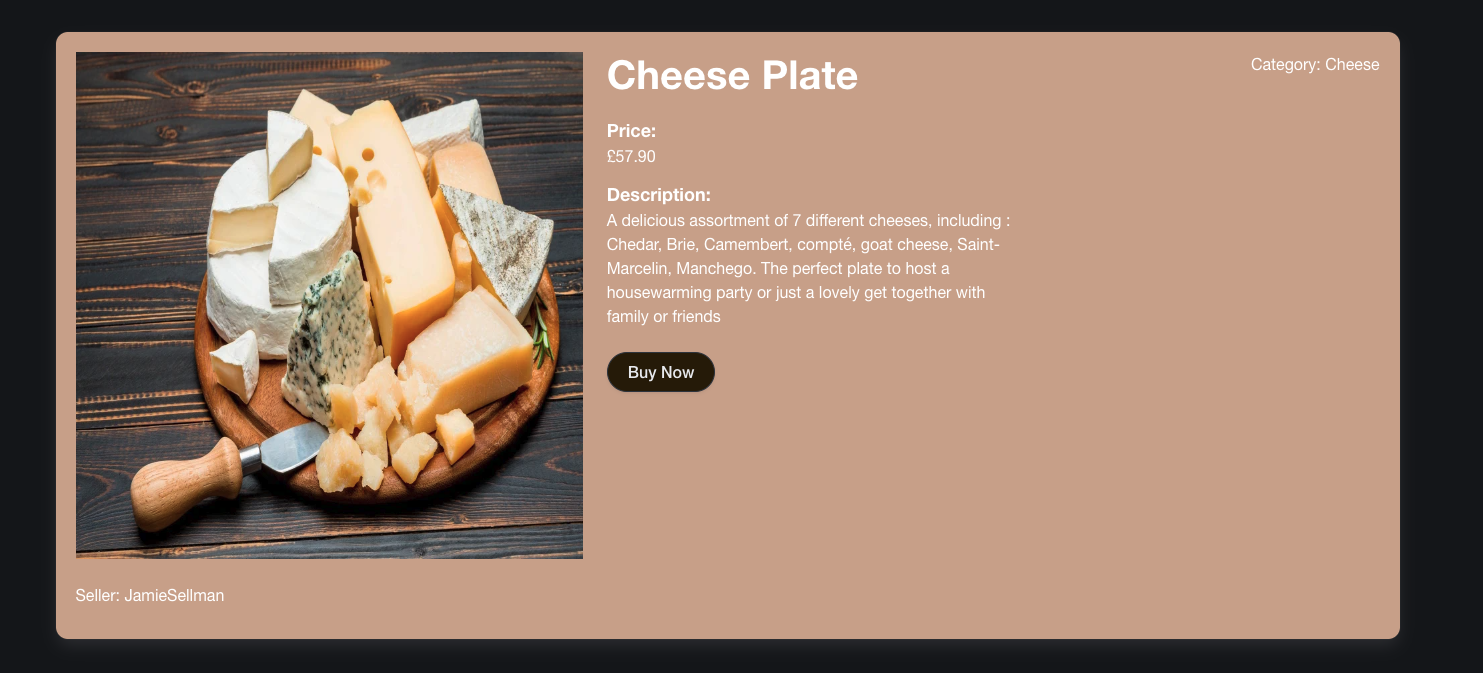 Cheese Plate
Category: Cheese
Price:
£57.90
Description:
A delicious assortment of 7 different cheeses, including :
Chedar, Brie, Camembert, compté, goat cheese, Saint-
Marcelin, Manchego. The perfect plate to host a
housewarming party or just a lovely get together with
family or friends
Buy Now
Seller: JamieSellman